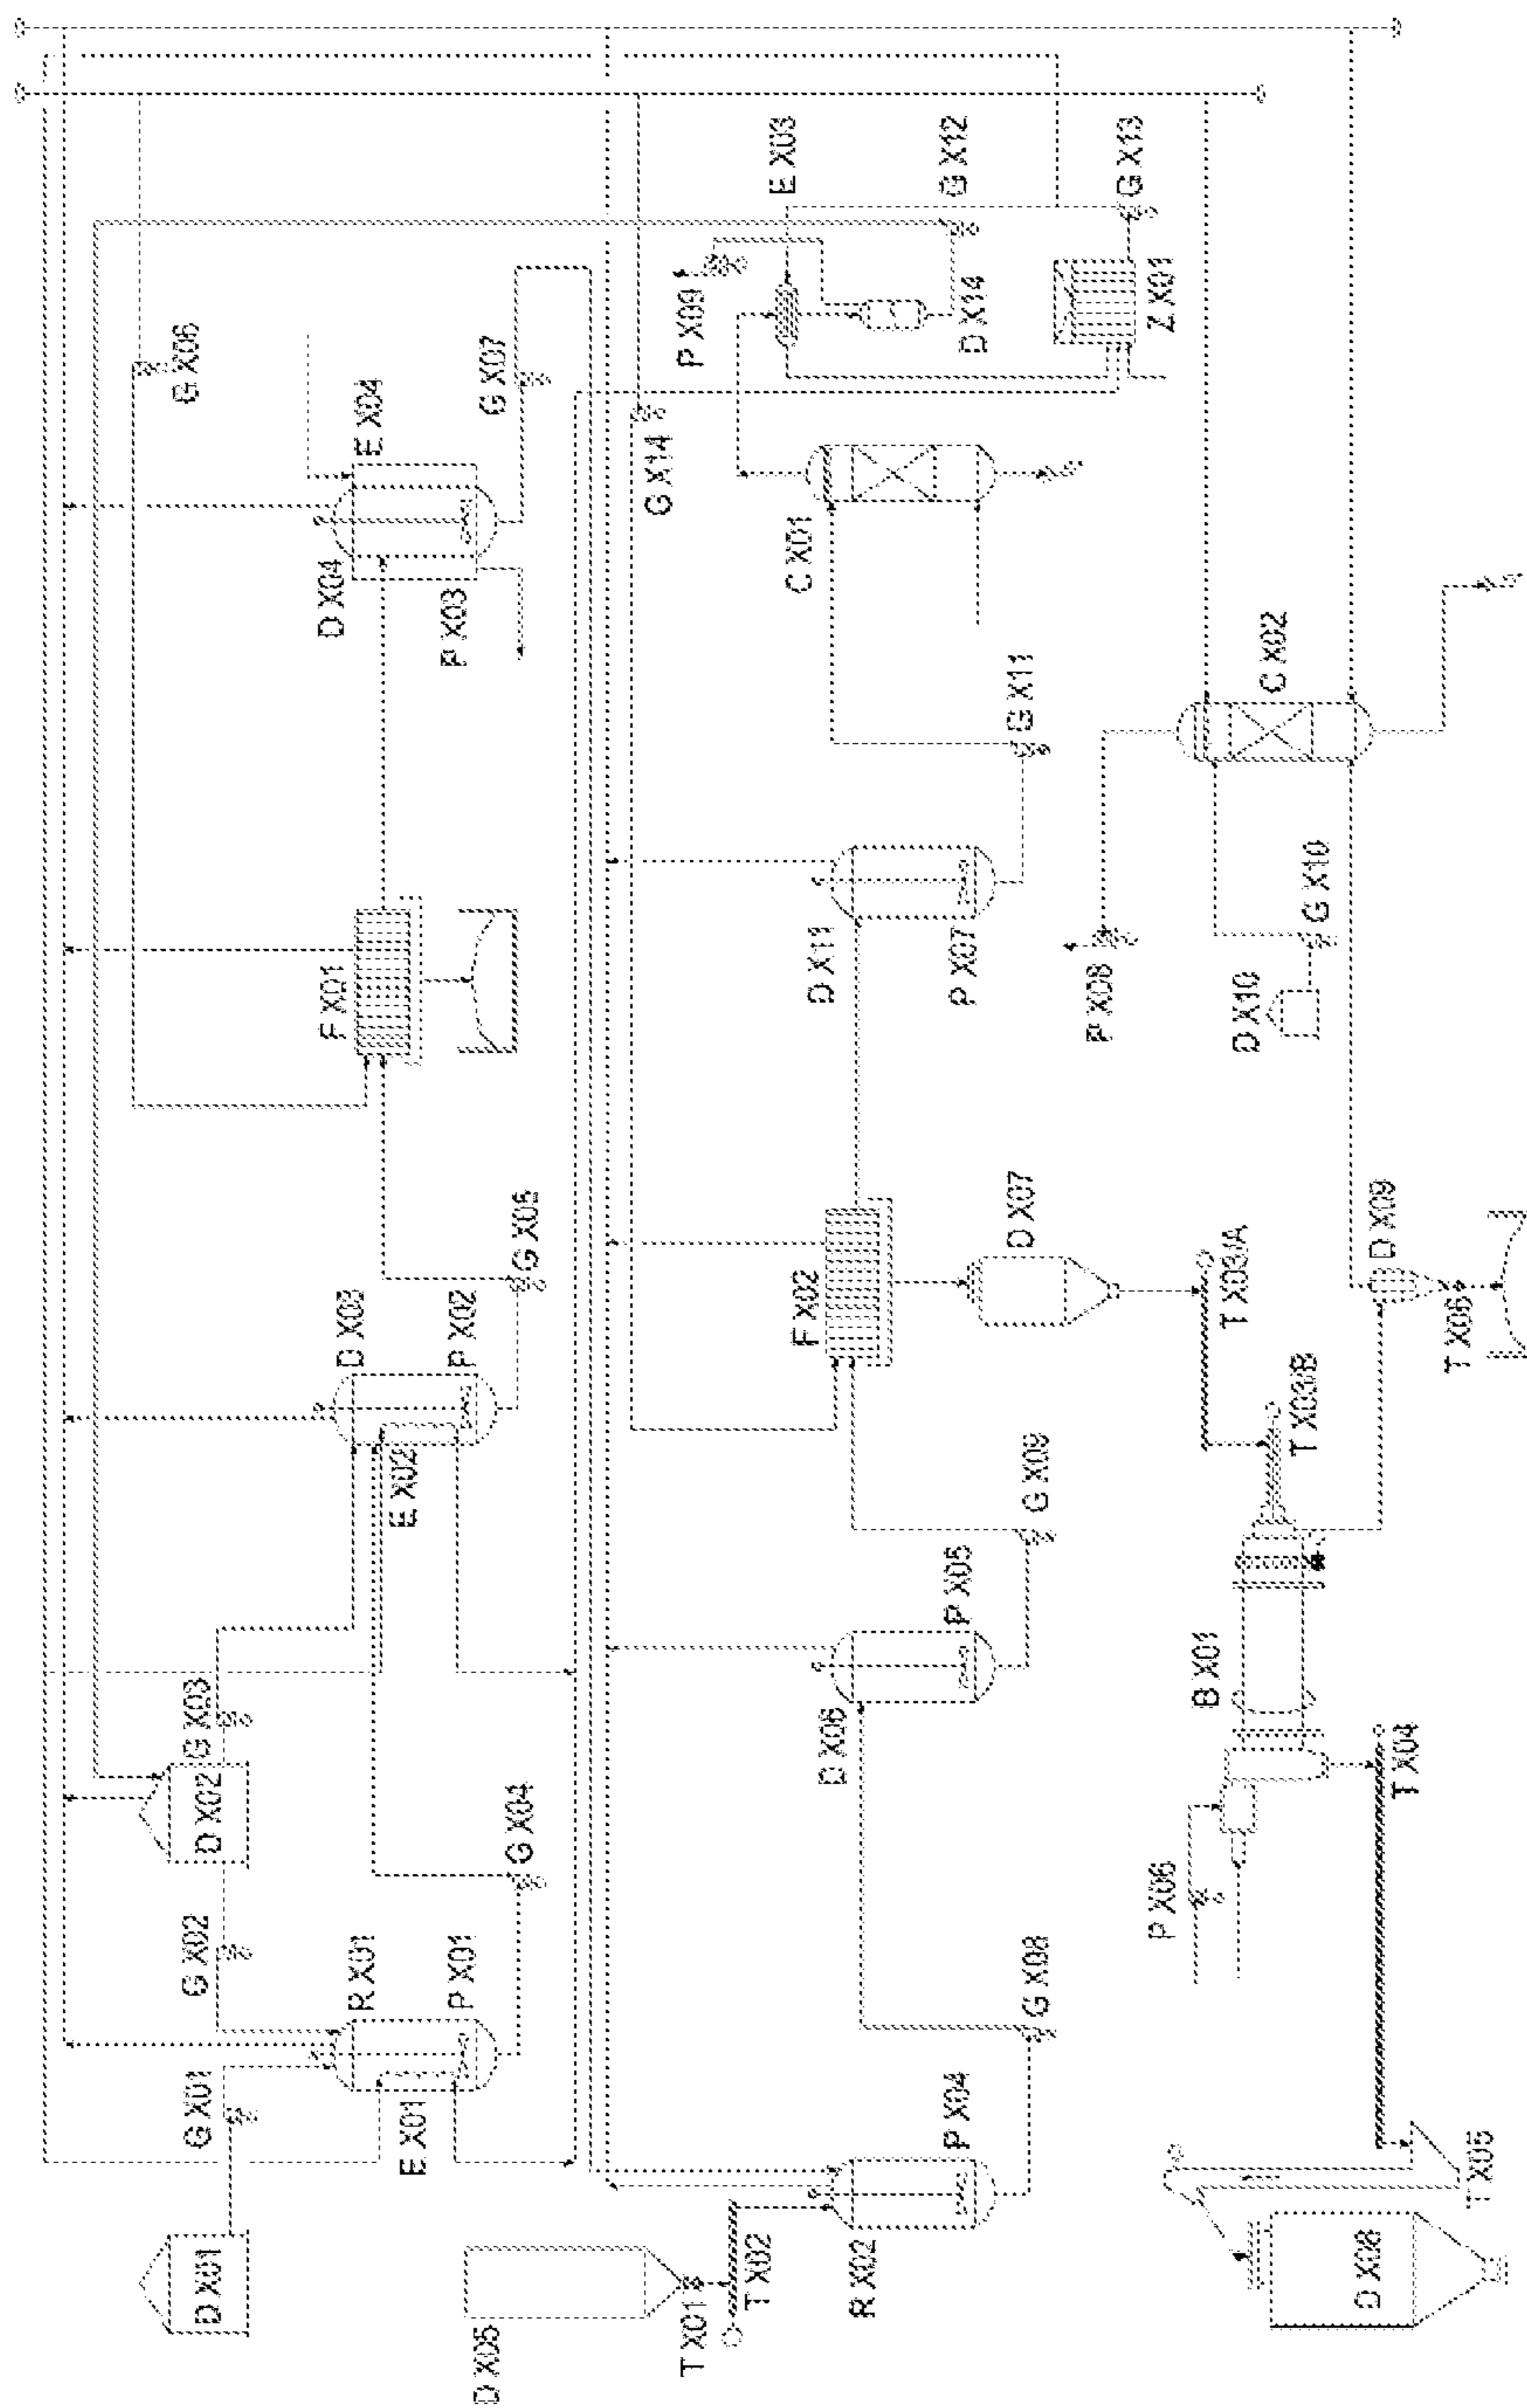 D X01
G X01
E X01
R X01
P X01
G X02
D X02
G X03
G X04
E X02
D X03
P X02
G X05
F X01
D X04
P X03
E X04
G X06
G X07
D X05
T X01
T X02
R X02
P X04
G X08
D X06
P X05
G X09
F X02
D X07
D X11
P X07
G X11
C X01
G X14
P X09
E X03
D X14
G X12
Z X01
G X13
D X08
T X05
T X04
P X06
B X01
T X03/B
T X03/A
D X09
T X06
P X08
D X10
G X10
C X02